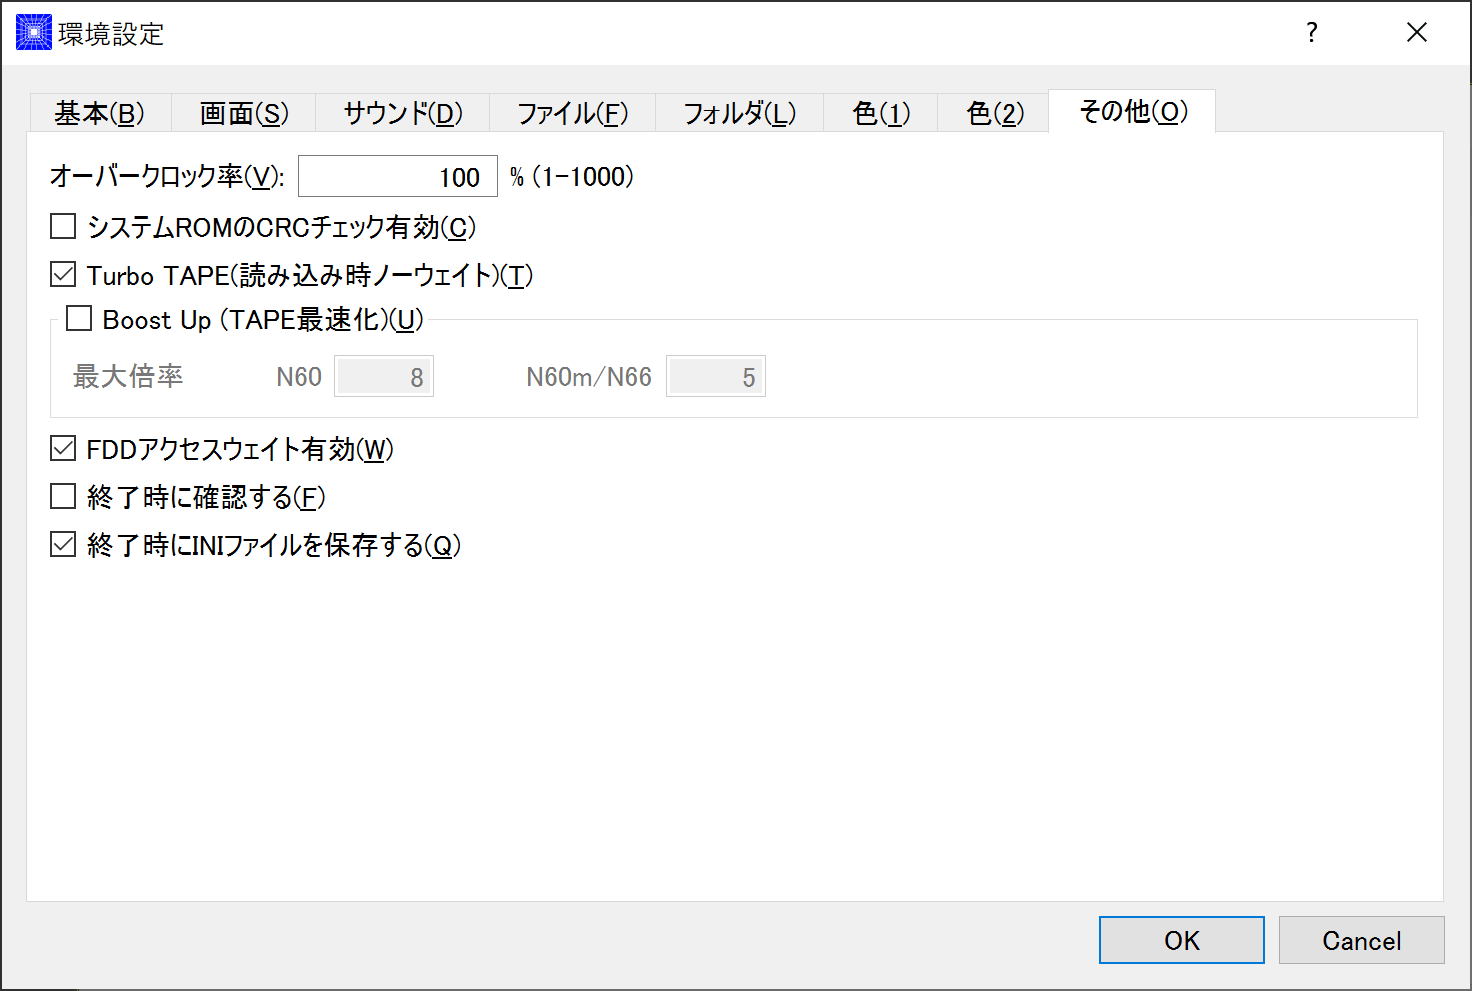 環境設定 ?
基本(B) 画面(S) サウンド(D) ファイル(F) フォルダ(L) 色(1) 色(2) その他(O)
オーバークロック率(V): 100 % (1-1000)
システムROMのCRCチェック有効(C)
Turbo TAPE(読み込み時ノーウェイト)(T)
Boost Up (TAPE最速化)(U)
最大倍率 N60 8 N60m/N66 5
FDDアクセスウェイト有効(W)
終了時に確認する(F)
終了時にINIファイルを保存する(Q)
OK Cancel